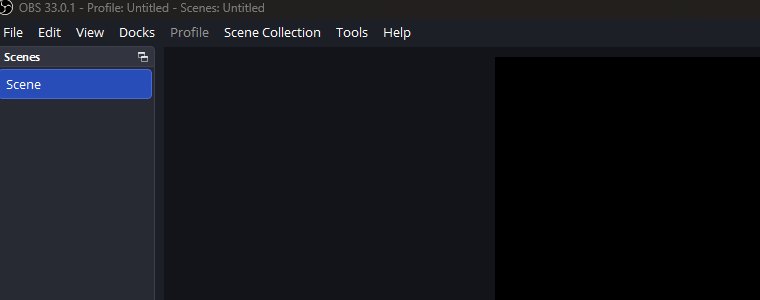 OBS 33.0.1 - Profile: Untitled - Scenes: Untitled
File Edit View Docks Profile Scene Collection Tools Help
Scenes
Scene